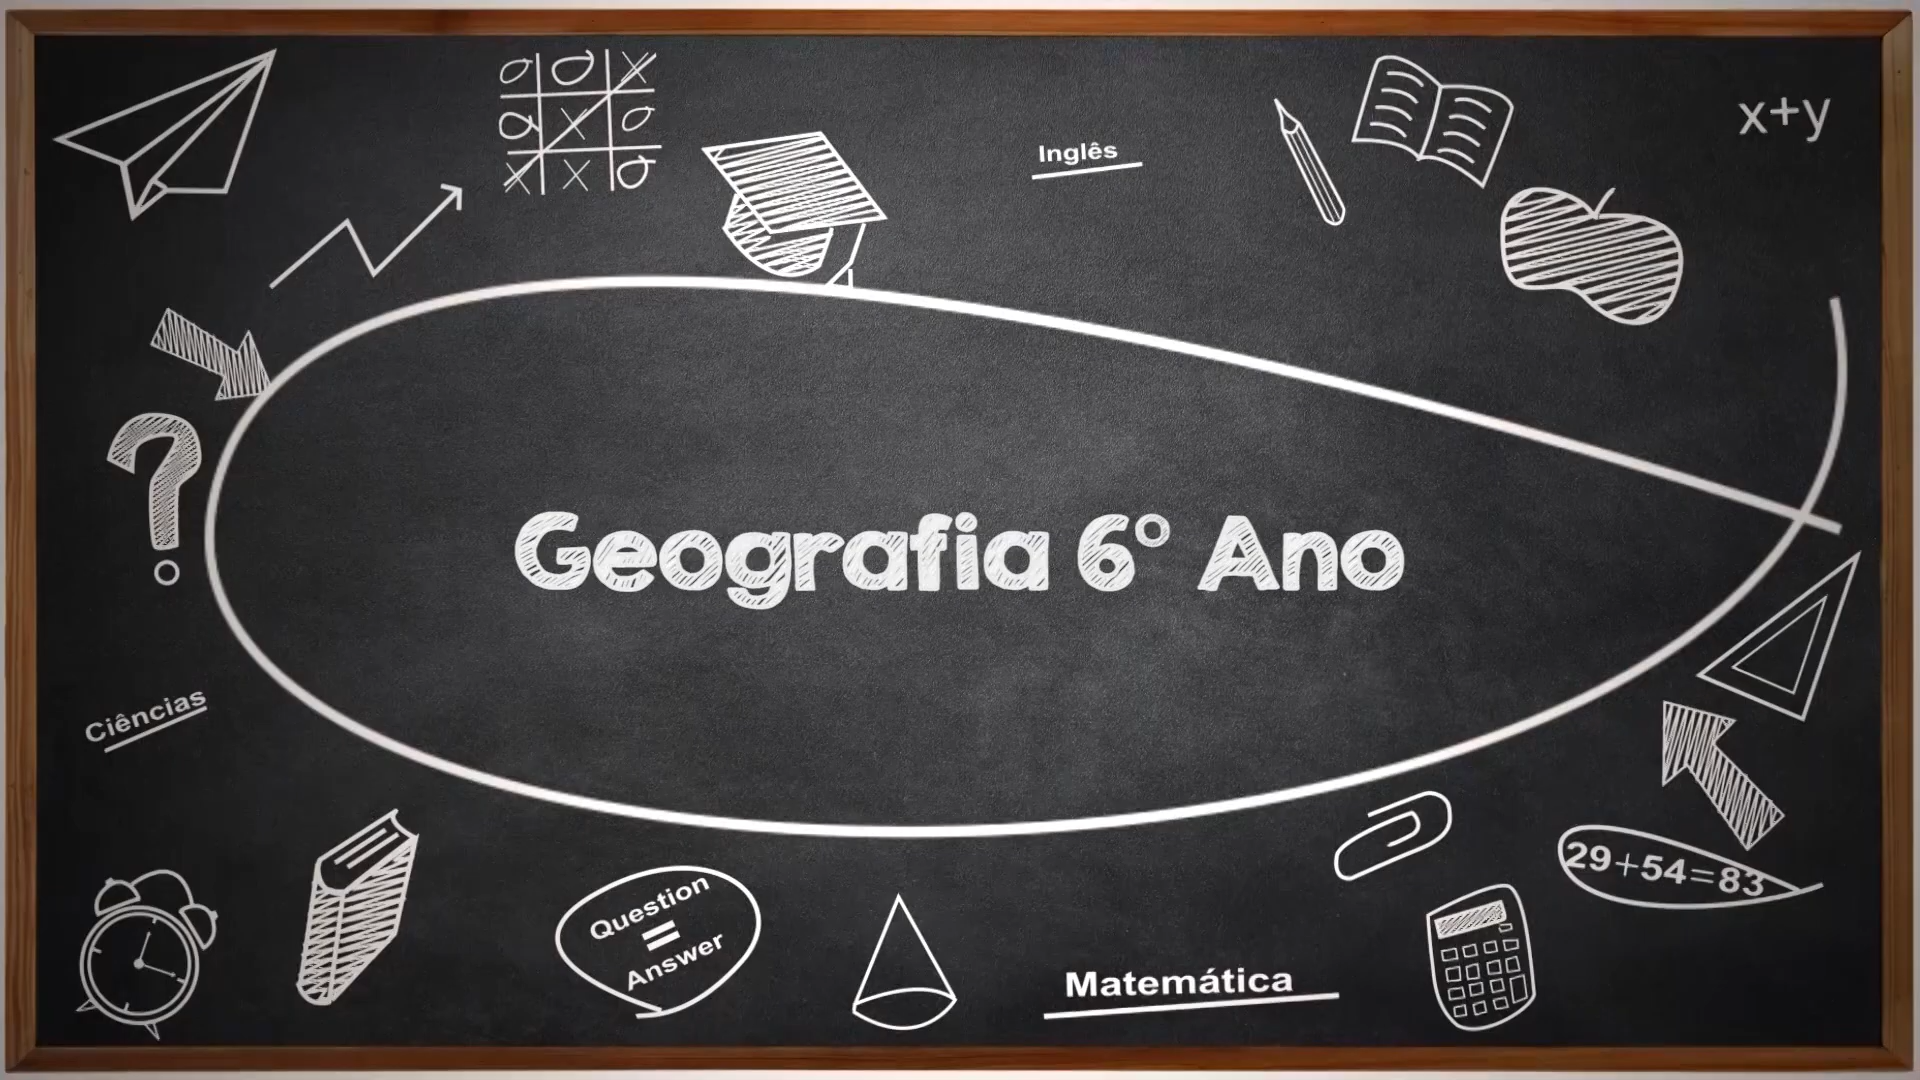 x+y
Inglês
Geografia 6° Ano
Ciências
29+54=83
Question
=
Answer
Matemática